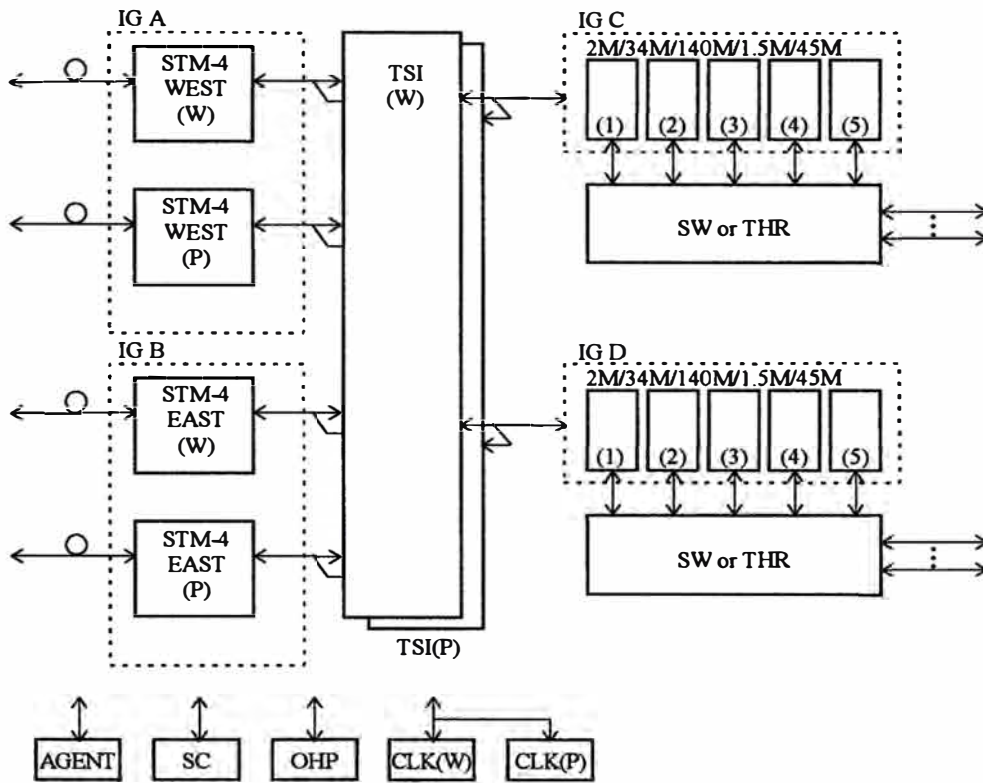 IG A
STM-4
WEST
(W)
STM-4
WEST
(P)
IG B
STM-4
EAST
(W)
STM-4
EAST
(P)
TSI
(W)
TSI(P)
IG C
2M/34M/140M/1.5M/45M
(1) (2) (3) (4) (5)
SW or THR
IG D
2M/34M/140M/1.5M/45M
(1) (2) (3) (4) (5)
SW or THR
AGENT SC OHP CLK(W) CLK(P)